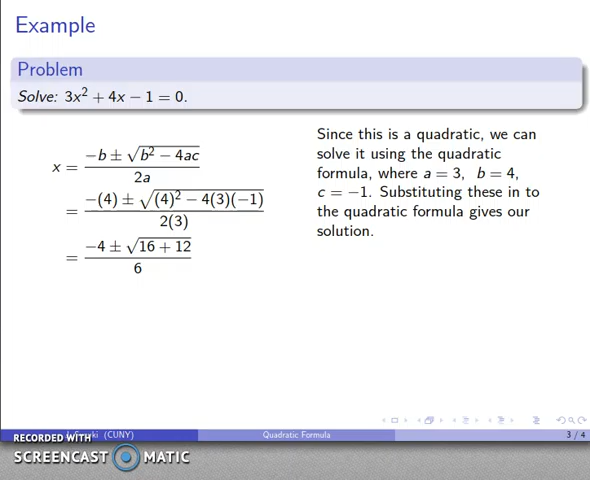 Example
Problem
Solve: 3x² + 4x − 1 = 0.
x = (−b ± √(b² − 4ac)) / 2a
= (−(4) ± √((4)² − 4(3)(−1))) / 2(3)
= (−4 ± √(16 + 12)) / 6
Since this is a quadratic, we can
solve it using the quadratic
formula, where a = 3, b = 4,
c = −1. Substituting these in to
the quadratic formula gives our
solution.
(CUNY)
Quadratic Formula
3 / 4
RECORDED WITH
SCREENCAST MATIC